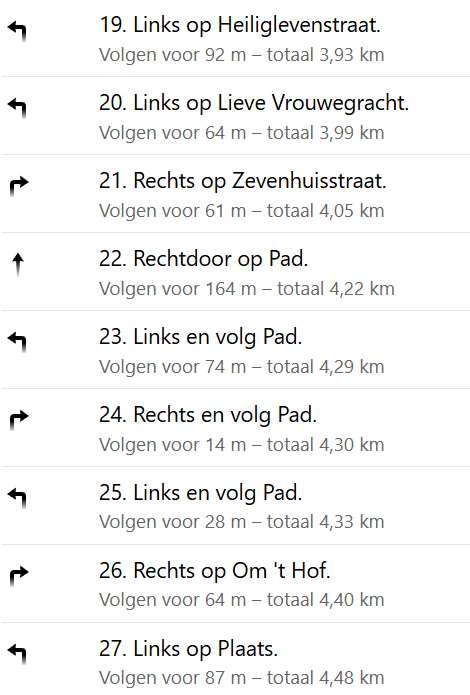 19. Links op Heiliglevenstraat.
Volgen voor 92 m – totaal 3,93 km
20. Links op Lieve Vrouwegracht.
Volgen voor 64 m – totaal 3,99 km
21. Rechts op Zevenhuisstraat.
Volgen voor 61 m – totaal 4,05 km
22. Rechtdoor op Pad.
Volgen voor 164 m – totaal 4,22 km
23. Links en volg Pad.
Volgen voor 74 m – totaal 4,29 km
24. Rechts en volg Pad.
Volgen voor 14 m – totaal 4,30 km
25. Links en volg Pad.
Volgen voor 28 m – totaal 4,33 km
26. Rechts op Om 't Hof.
Volgen voor 64 m – totaal 4,40 km
27. Links op Plaats.
Volgen voor 87 m – totaal 4,48 km